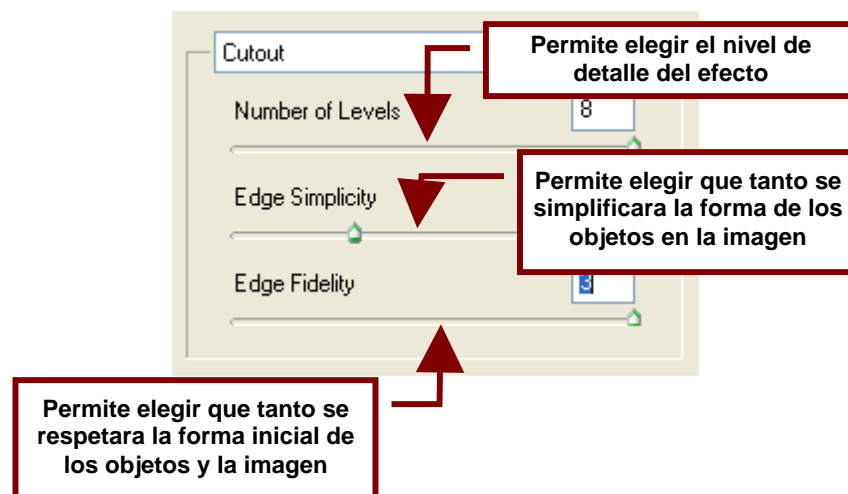 Cutout
Permite elegir el nivel de
detalle del efecto
Number of Levels
8
Permite elegir que tanto se
simplificara la forma de los
objetos en la imagen
Edge Simplicity
Edge Fidelity
3
Permite elegir que tanto se
respetara la forma inicial de
los objetos y la imagen